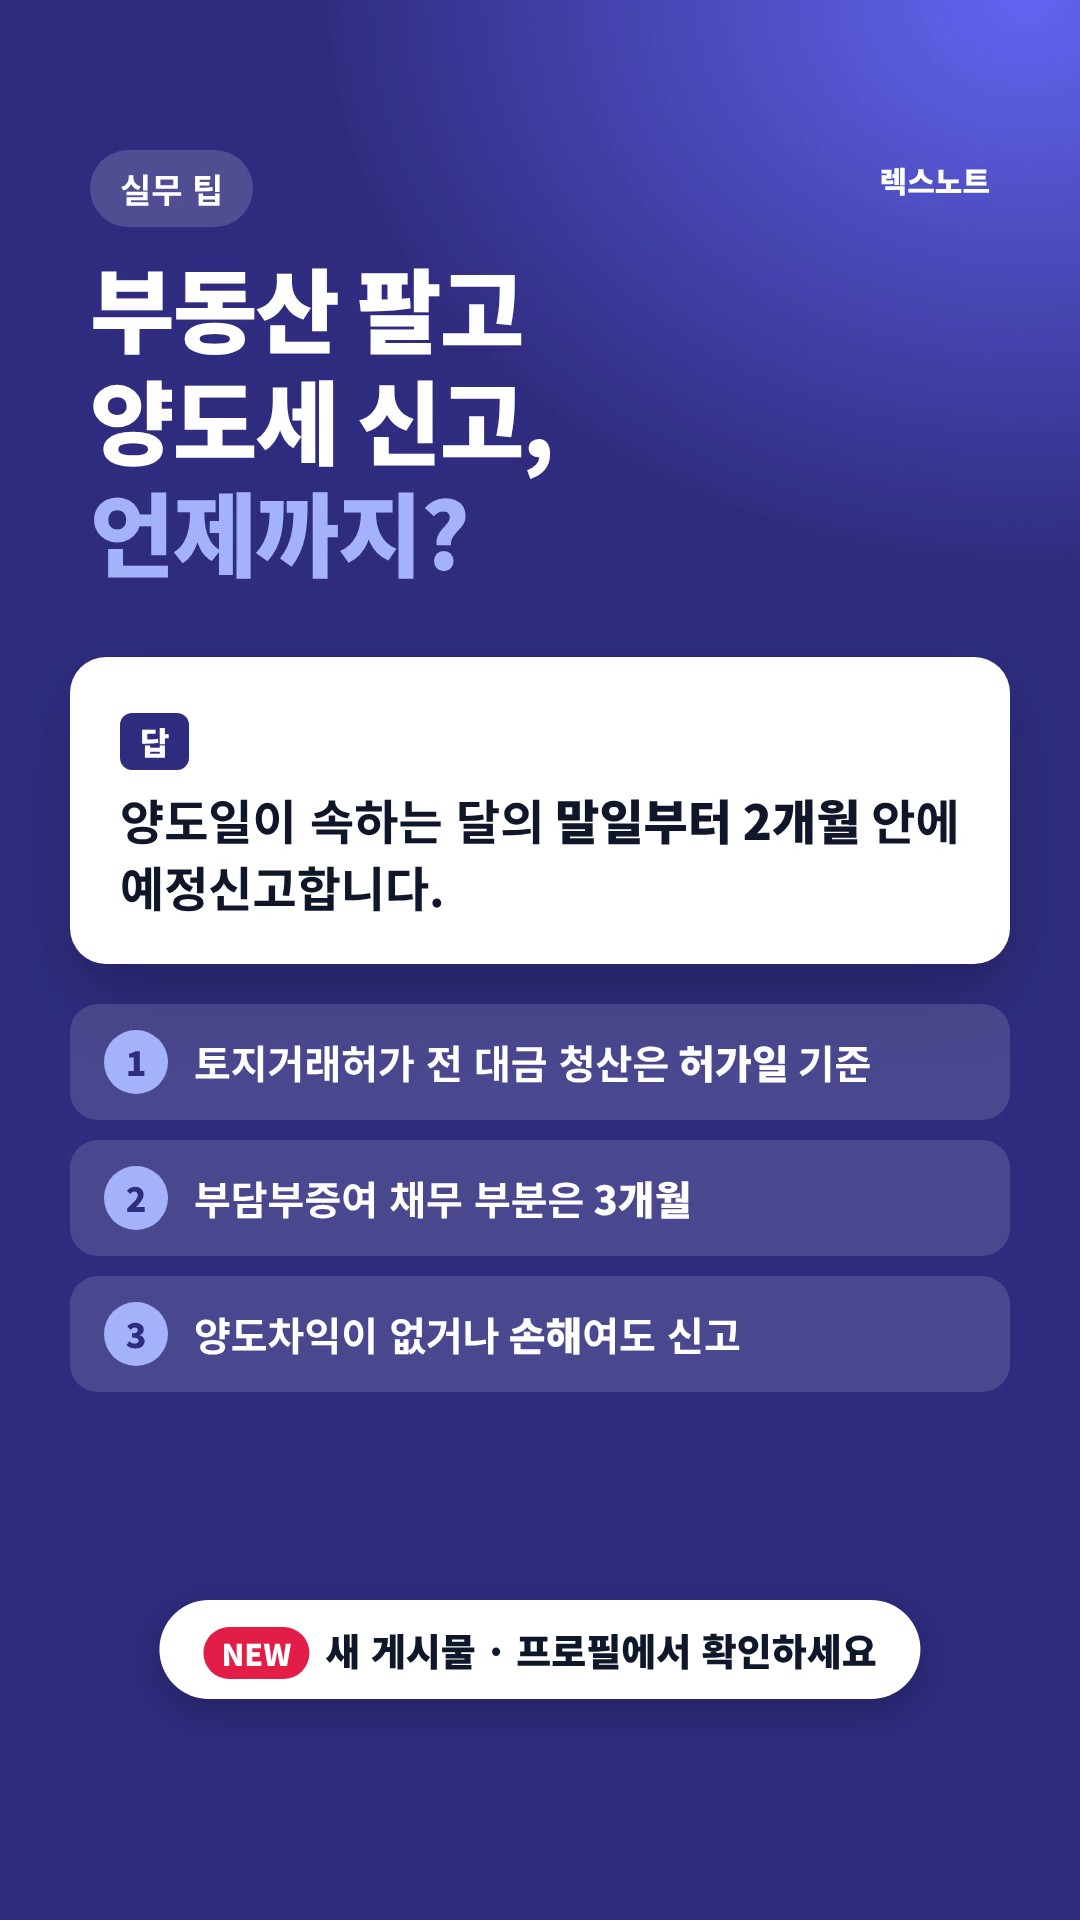 실무 팁
렉스노트
부동산 팔고
양도세 신고,
언제까지?
답
양도일이 속하는 달의 말일부터 2개월 안에
예정신고합니다.
1 토지거래허가 전 대금 청산은 허가일 기준
2 부담부증여 채무 부분은 3개월
3 양도차익이 없거나 손해여도 신고
NEW 새 게시물 · 프로필에서 확인하세요